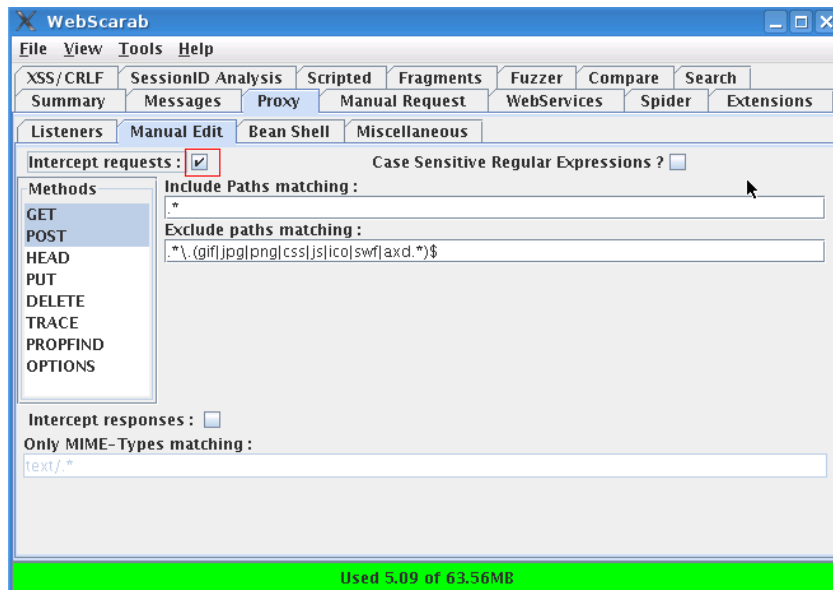 WebScarab
File View Tools Help
XSS/CRLF SessionID Analysis Scripted Fragments Fuzzer Compare Search
Summary Messages Proxy Manual Request WebServices Spider Extensions
Listeners Manual Edit Bean Shell Miscellaneous
Intercept requests : Case Sensitive Regular Expressions ?
Methods
GET
POST
HEAD
PUT
DELETE
TRACE
PROPFIND
OPTIONS
Include Paths matching :
.*
Exclude paths matching :
.*\.(gif|jpg|png|css|js|ico|swf|axd.*)$
Intercept responses :
Only MIME-Types matching :
text/.*
Used 5.09 of 63.56MB